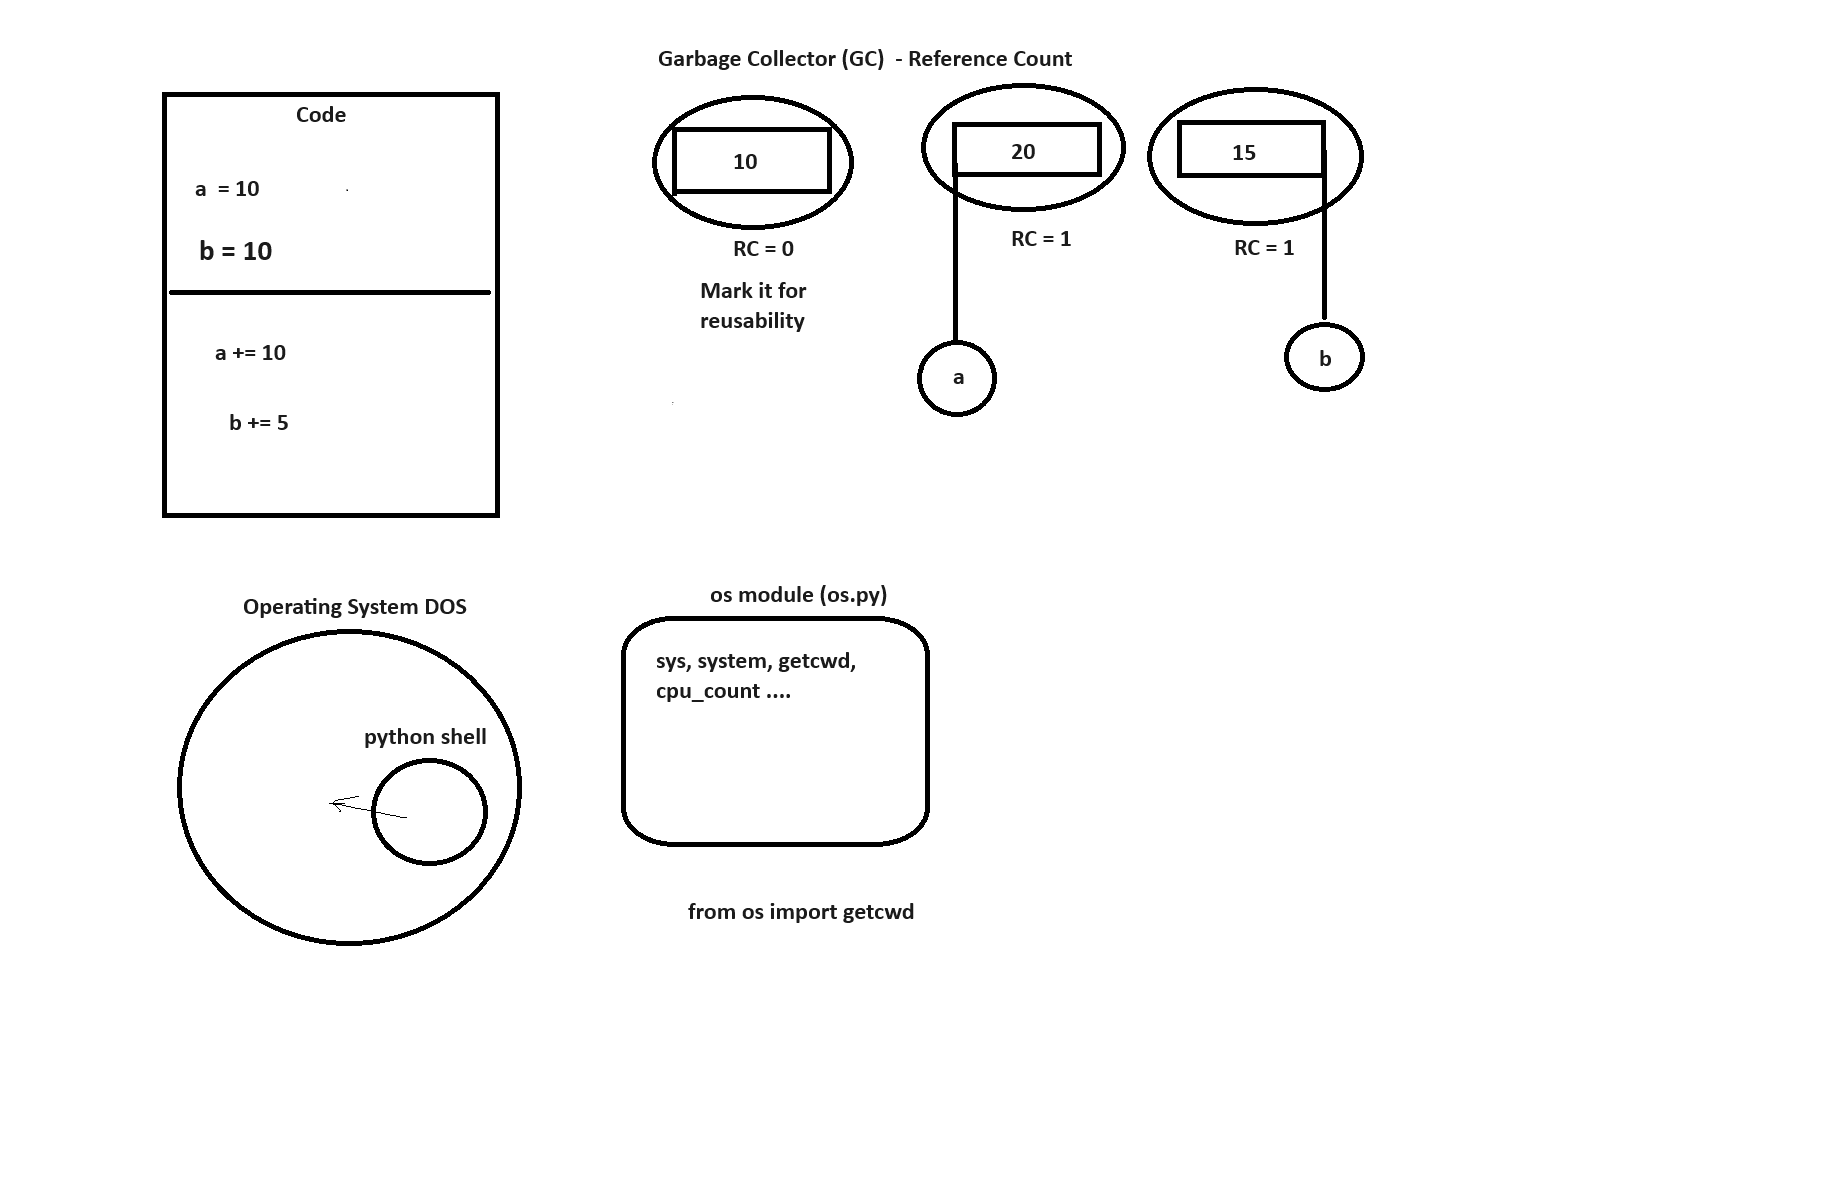 Garbage Collector (GC)  - Reference Count
Code
a  = 10
b = 10
a += 10
b += 5
10
RC = 0
Mark it for
reusability
20
RC = 1
a
15
RC = 1
b
Operating System DOS
python shell
os module (os.py)
sys, system, getcwd,
cpu_count ....
from os import getcwd